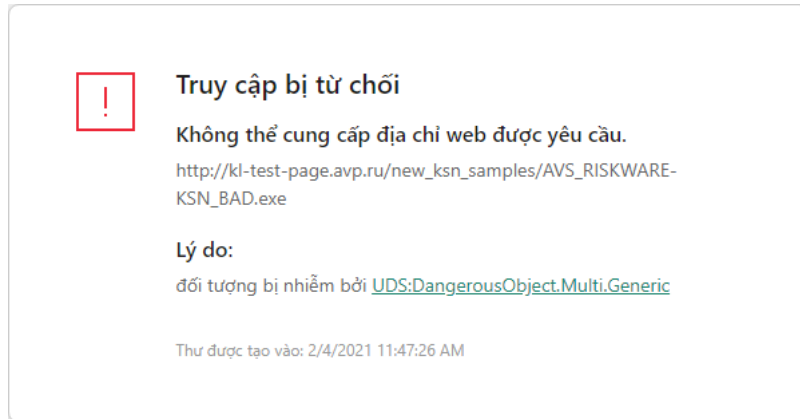 !
Truy cập bị từ chối
Không thể cung cấp địa chỉ web được yêu cầu.
http://kl-test-page.avp.ru/new_ksn_samples/AVS_RISKWARE-
KSN_BAD.exe
Lý do:
đối tượng bị nhiễm bởi UDS:DangerousObject.Multi.Generic
Thư được tạo vào: 2/4/2021 11:47:26 AM